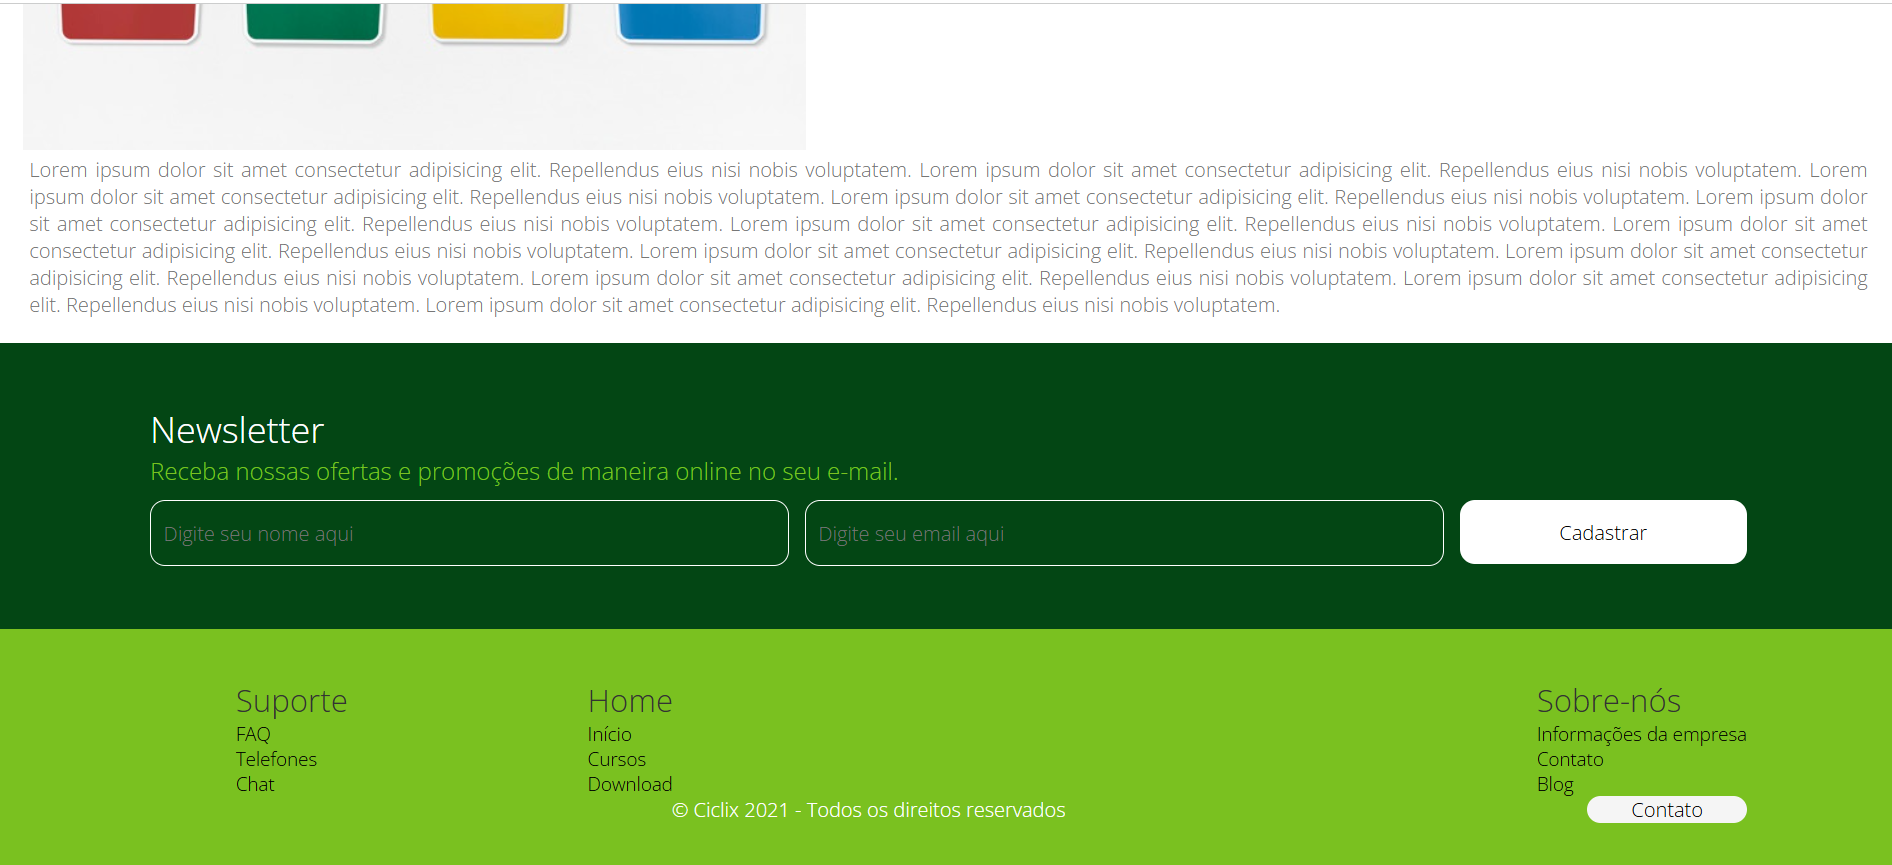 Lorem ipsum dolor sit amet consectetur adipisicing elit. Repellendus eius nisi nobis voluptatem. Lorem ipsum dolor sit amet consectetur adipisicing elit. Repellendus eius nisi nobis voluptatem. Lorem
ipsum dolor sit amet consectetur adipisicing elit. Repellendus eius nisi nobis voluptatem. Lorem ipsum dolor sit amet consectetur adipisicing elit. Repellendus eius nisi nobis voluptatem. Lorem ipsum dolor
sit amet consectetur adipisicing elit. Repellendus eius nisi nobis voluptatem. Lorem ipsum dolor sit amet consectetur adipisicing elit. Repellendus eius nisi nobis voluptatem. Lorem ipsum dolor sit amet
consectetur adipisicing elit. Repellendus eius nisi nobis voluptatem. Lorem ipsum dolor sit amet consectetur adipisicing elit. Repellendus eius nisi nobis voluptatem. Lorem ipsum dolor sit amet consectetur
adipisicing elit. Repellendus eius nisi nobis voluptatem. Lorem ipsum dolor sit amet consectetur adipisicing elit. Repellendus eius nisi nobis voluptatem. Lorem ipsum dolor sit amet consectetur adipisicing
elit. Repellendus eius nisi nobis voluptatem. Lorem ipsum dolor sit amet consectetur adipisicing elit. Repellendus eius nisi nobis voluptatem.
Newsletter
Receba nossas ofertas e promoções de maneira online no seu e-mail.
Digite seu nome aqui
Digite seu email aqui
Cadastrar
Suporte
FAQ
Telefones
Chat
Home
Início
Cursos
Download
Sobre-nós
Informações da empresa
Contato
Blog
© Ciclix 2021 - Todos os direitos reservados
Contato